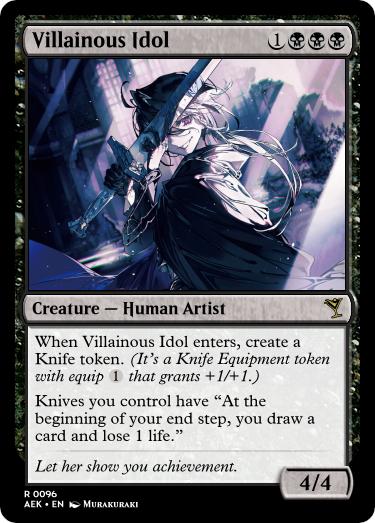 Villainous Idol 1
Creature — Human Artist
When Villainous Idol enters, create a
Knife token. (It's a Knife Equipment token
with equip 1 that grants +1/+1.)
Knives you control have “At the
beginning of your end step, you draw a
card and lose 1 life.”
Let her show you achievement.
4/4
R 0096
AEK • EN Murakuraki